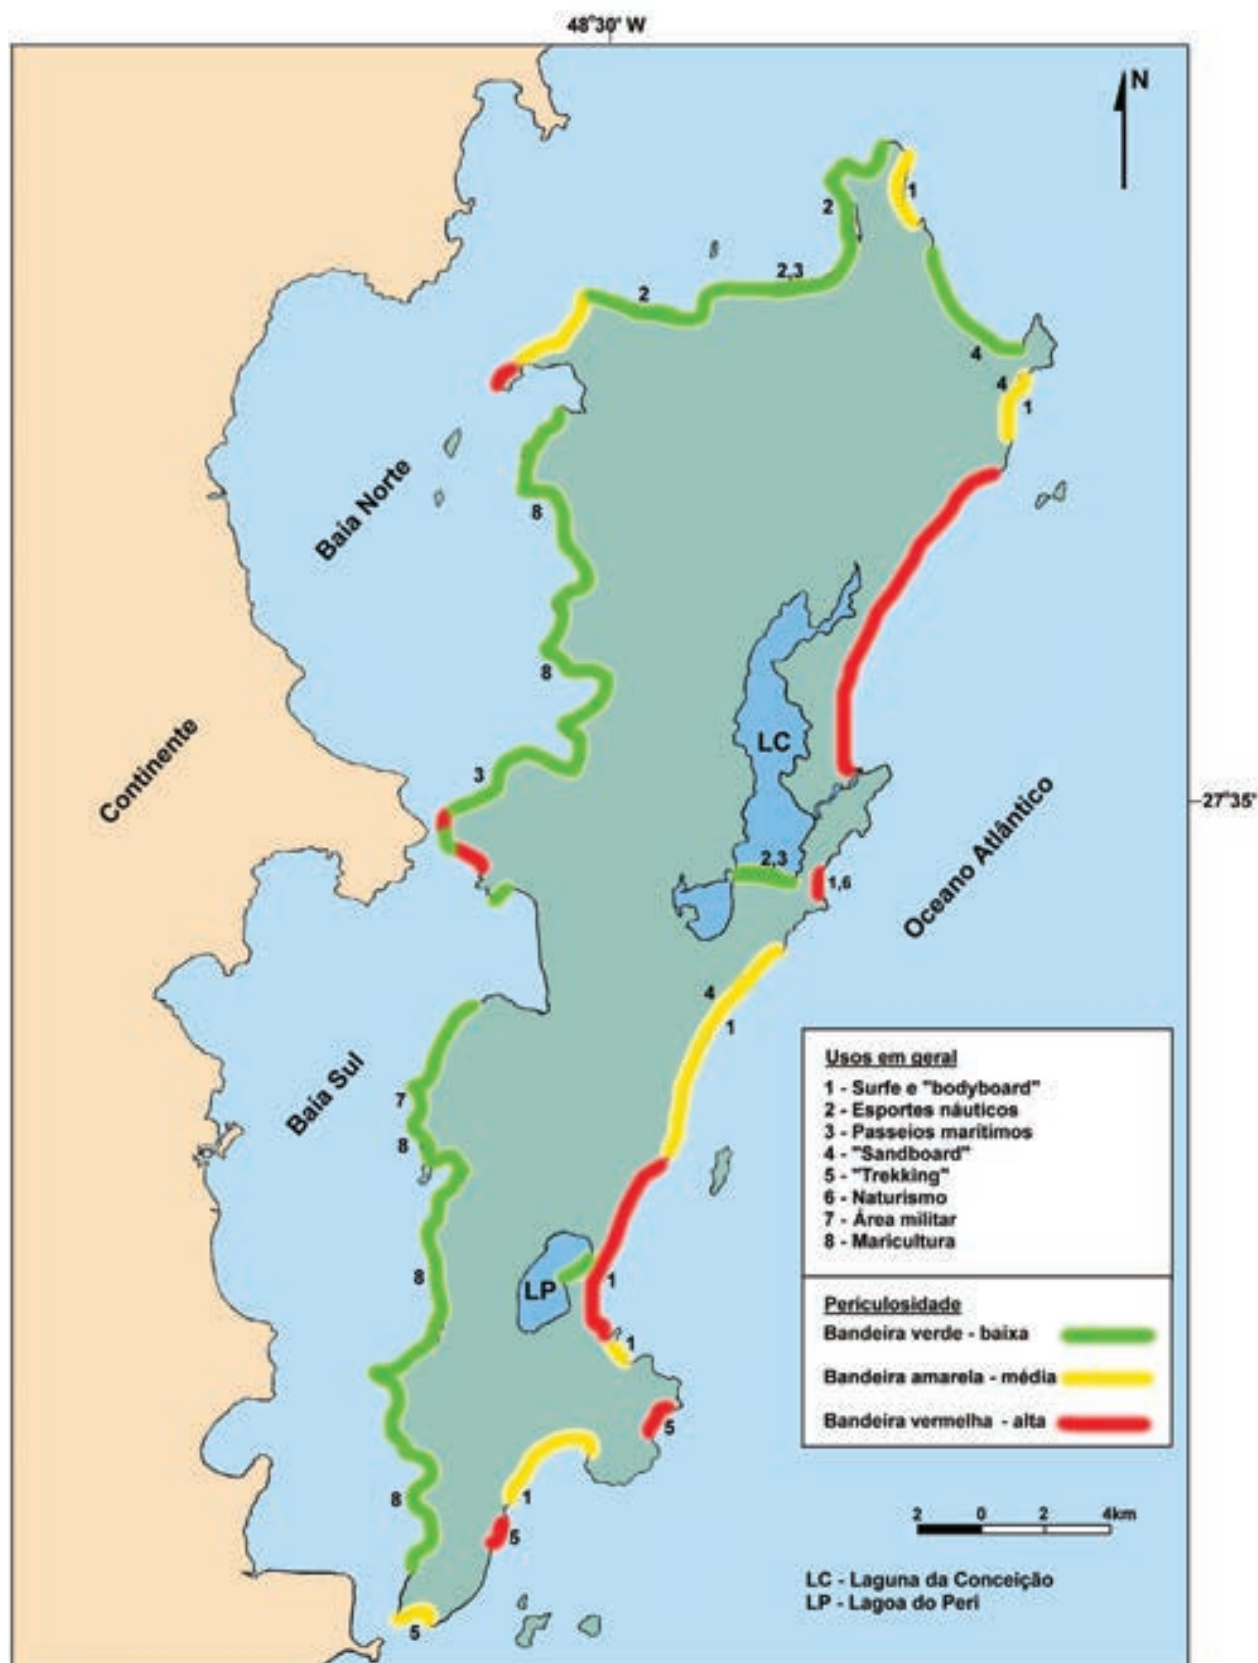 48°30' W
N
1
2
2,3
2
4
4
1
Baia Norte
8
8
LC
Continente
3
27°35'
Oceano Atlântico
2,3
1,6
4
1
Baia Sul
7
8
8
LP
1
1
5
1
8
5
5
Usos em geral
1 - Surfe e "bodyboard"
2 - Esportes náuticos
3 - Passeios marítimos
4 - "Sandboard"
5 - "Trekking"
6 - Naturismo
7 - Área militar
8 - Maricultura
Periculosidade
Bandeira verde - baixa
Bandeira amarela - média
Bandeira vermelha - alta
2 0 2 4km
LC - Laguna da Conceição
LP - Lagoa do Peri